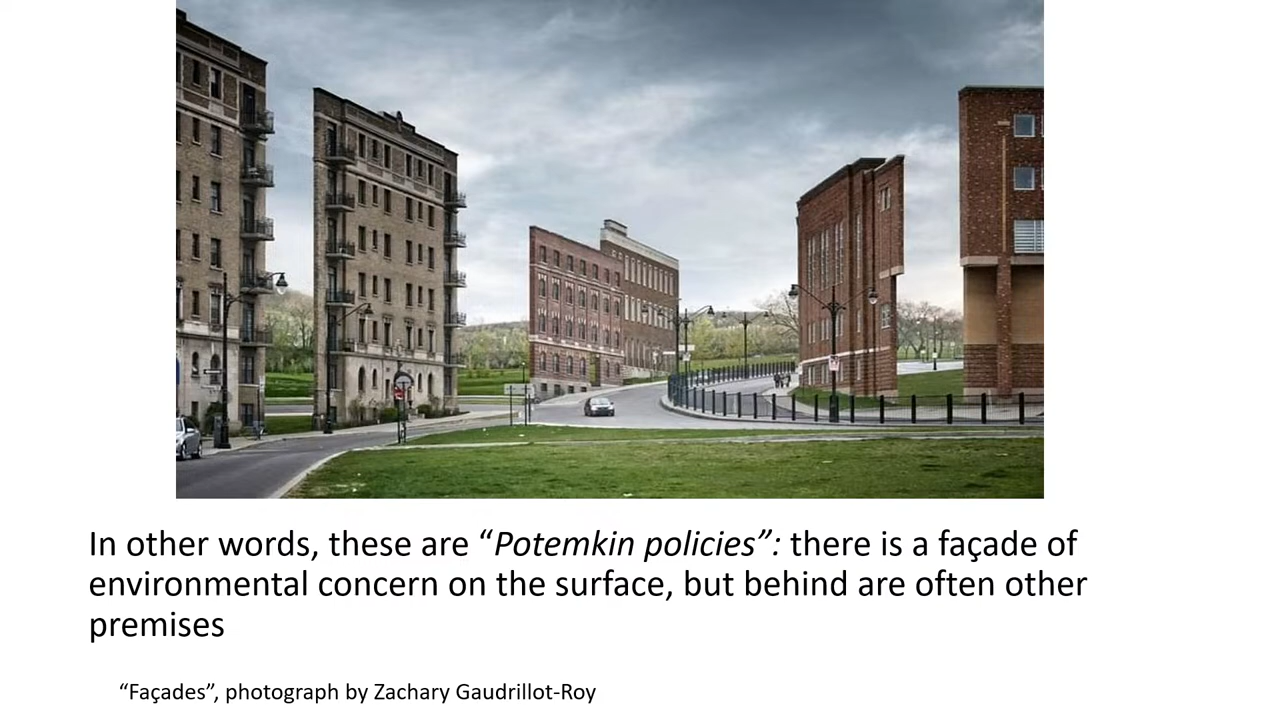 In other words, these are “Potemkin policies”: there is a façade of
environmental concern on the surface, but behind are often other
premises
“Façades”, photograph by Zachary Gaudrillot-Roy